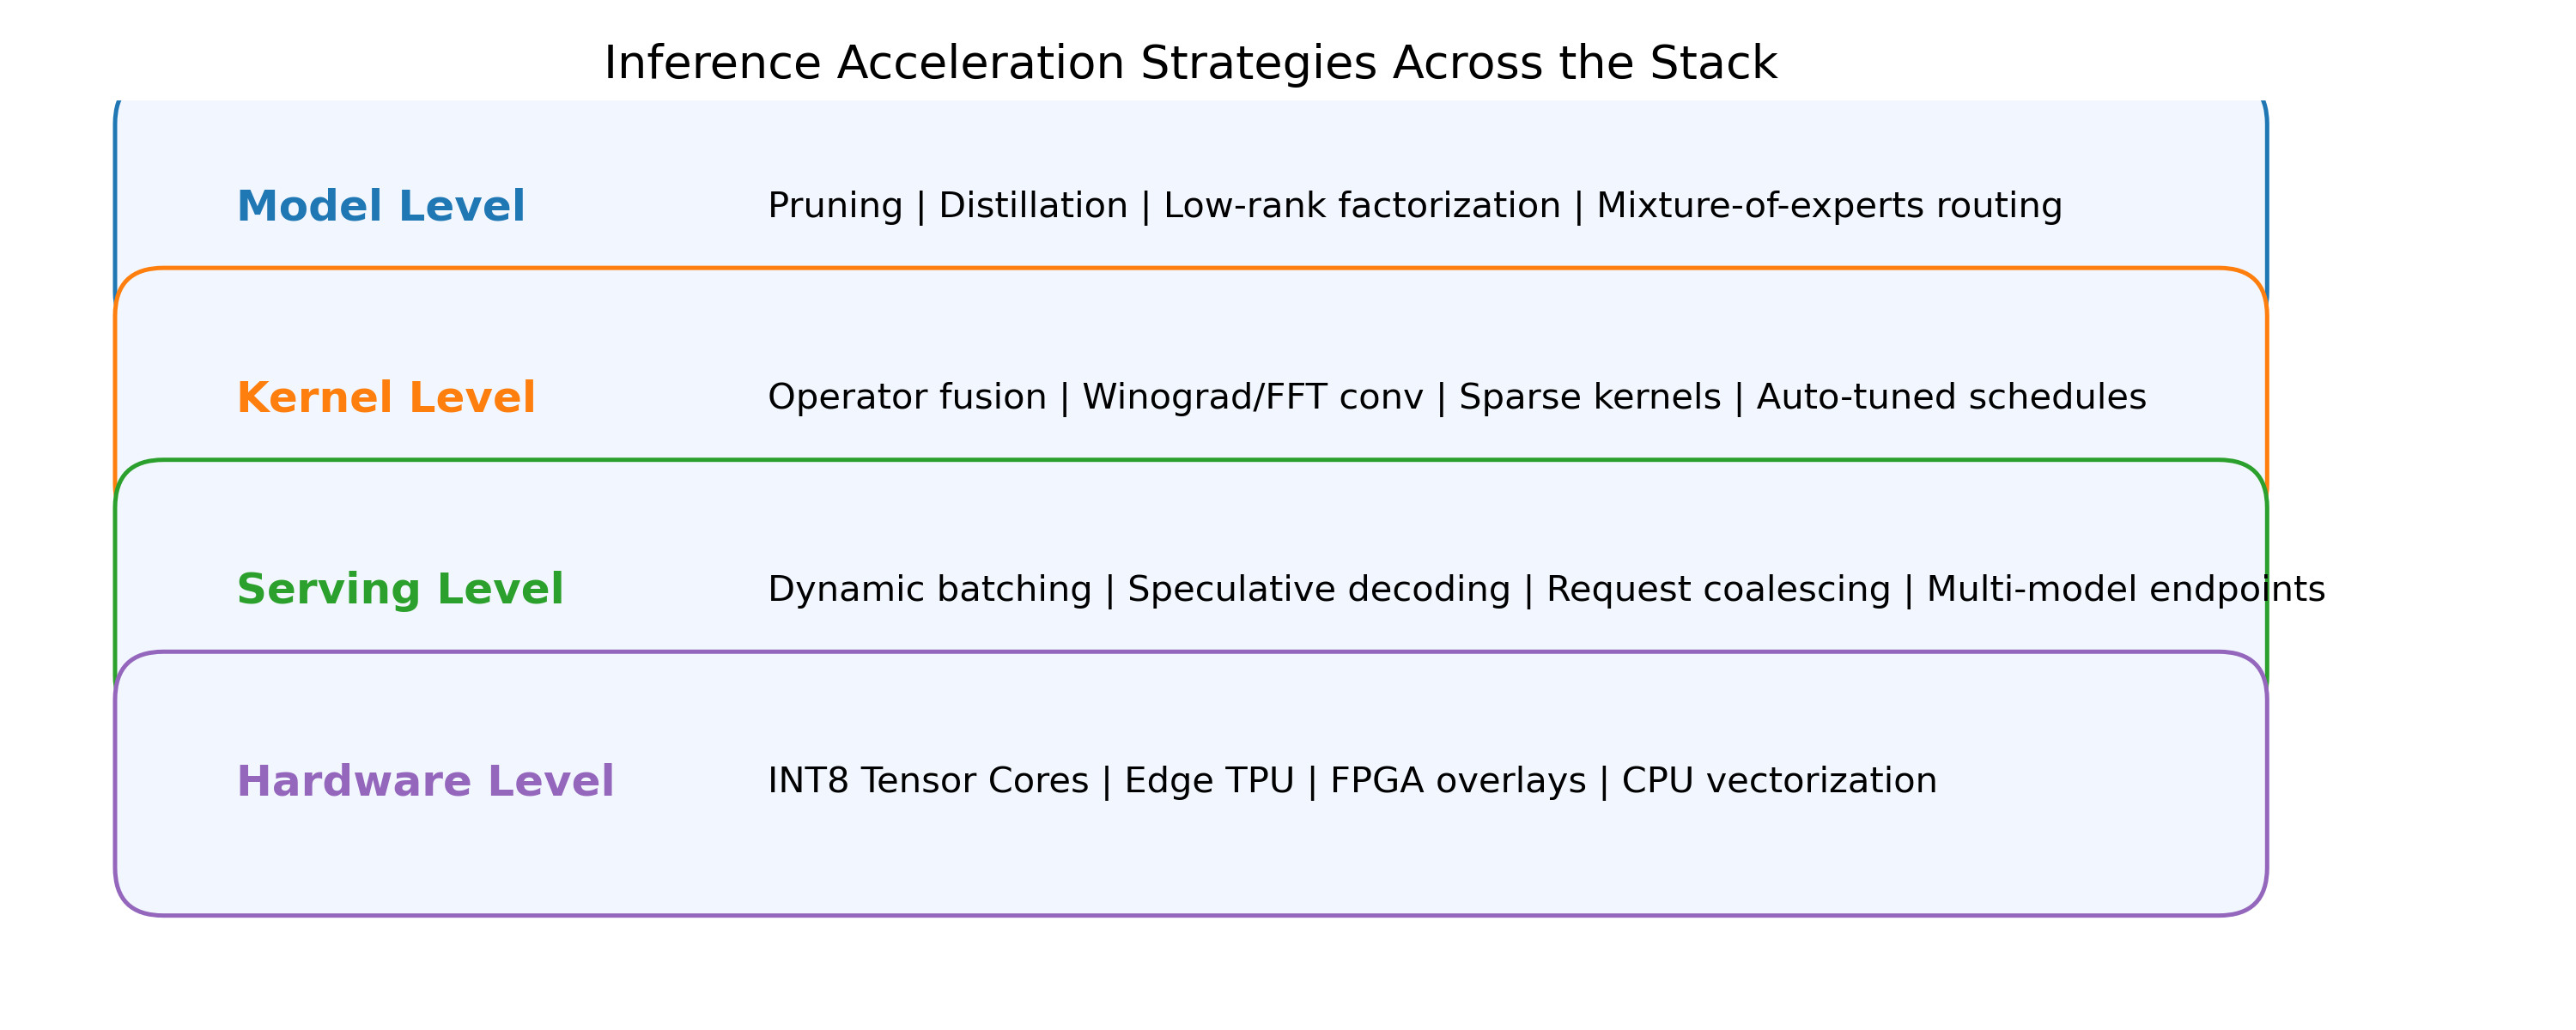 Inference Acceleration Strategies Across the Stack
Model Level Pruning | Distillation | Low-rank factorization | Mixture-of-experts routing
Kernel Level Operator fusion | Winograd/FFT conv | Sparse kernels | Auto-tuned schedules
Serving Level Dynamic batching | Speculative decoding | Request coalescing | Multi-model endpoints
Hardware Level INT8 Tensor Cores | Edge TPU | FPGA overlays | CPU vectorization